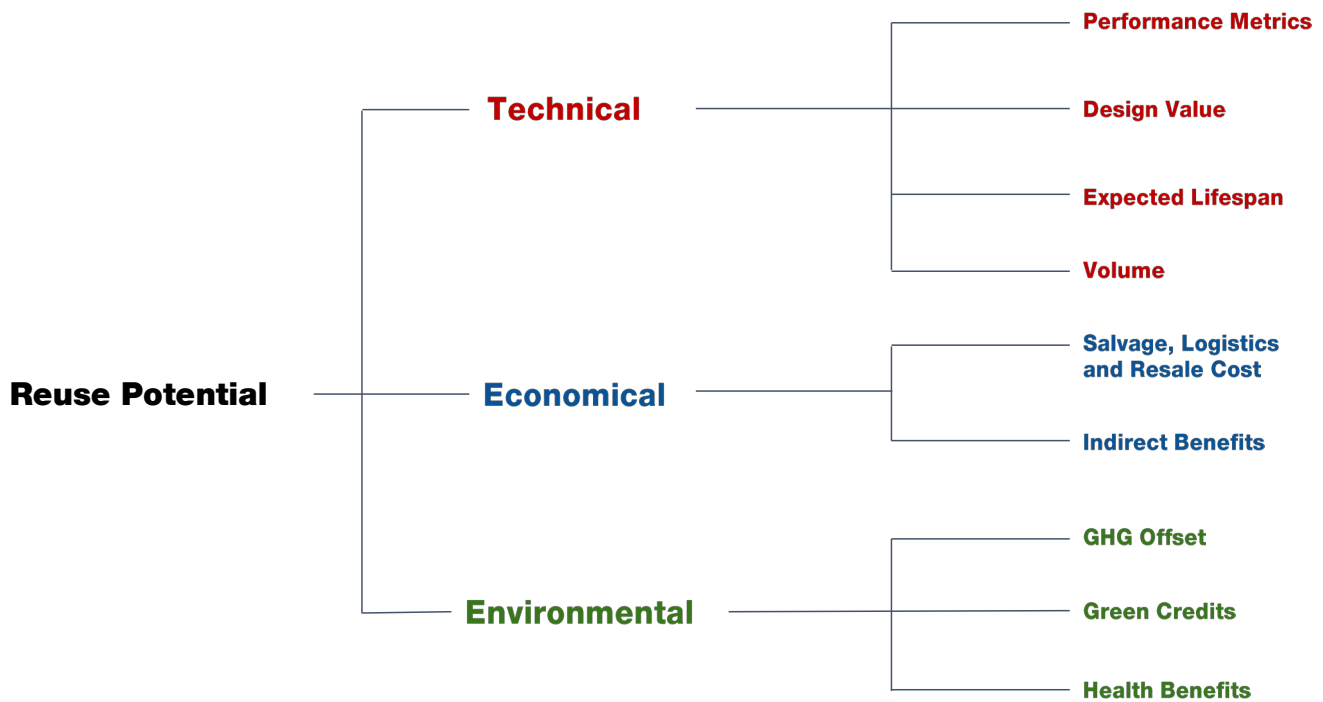 Reuse Potential
Technical
Performance Metrics
Design Value
Expected Lifespan
Volume
Economical
Salvage, Logistics
and Resale Cost
Indirect Benefits
Environmental
GHG Offset
Green Credits
Health Benefits